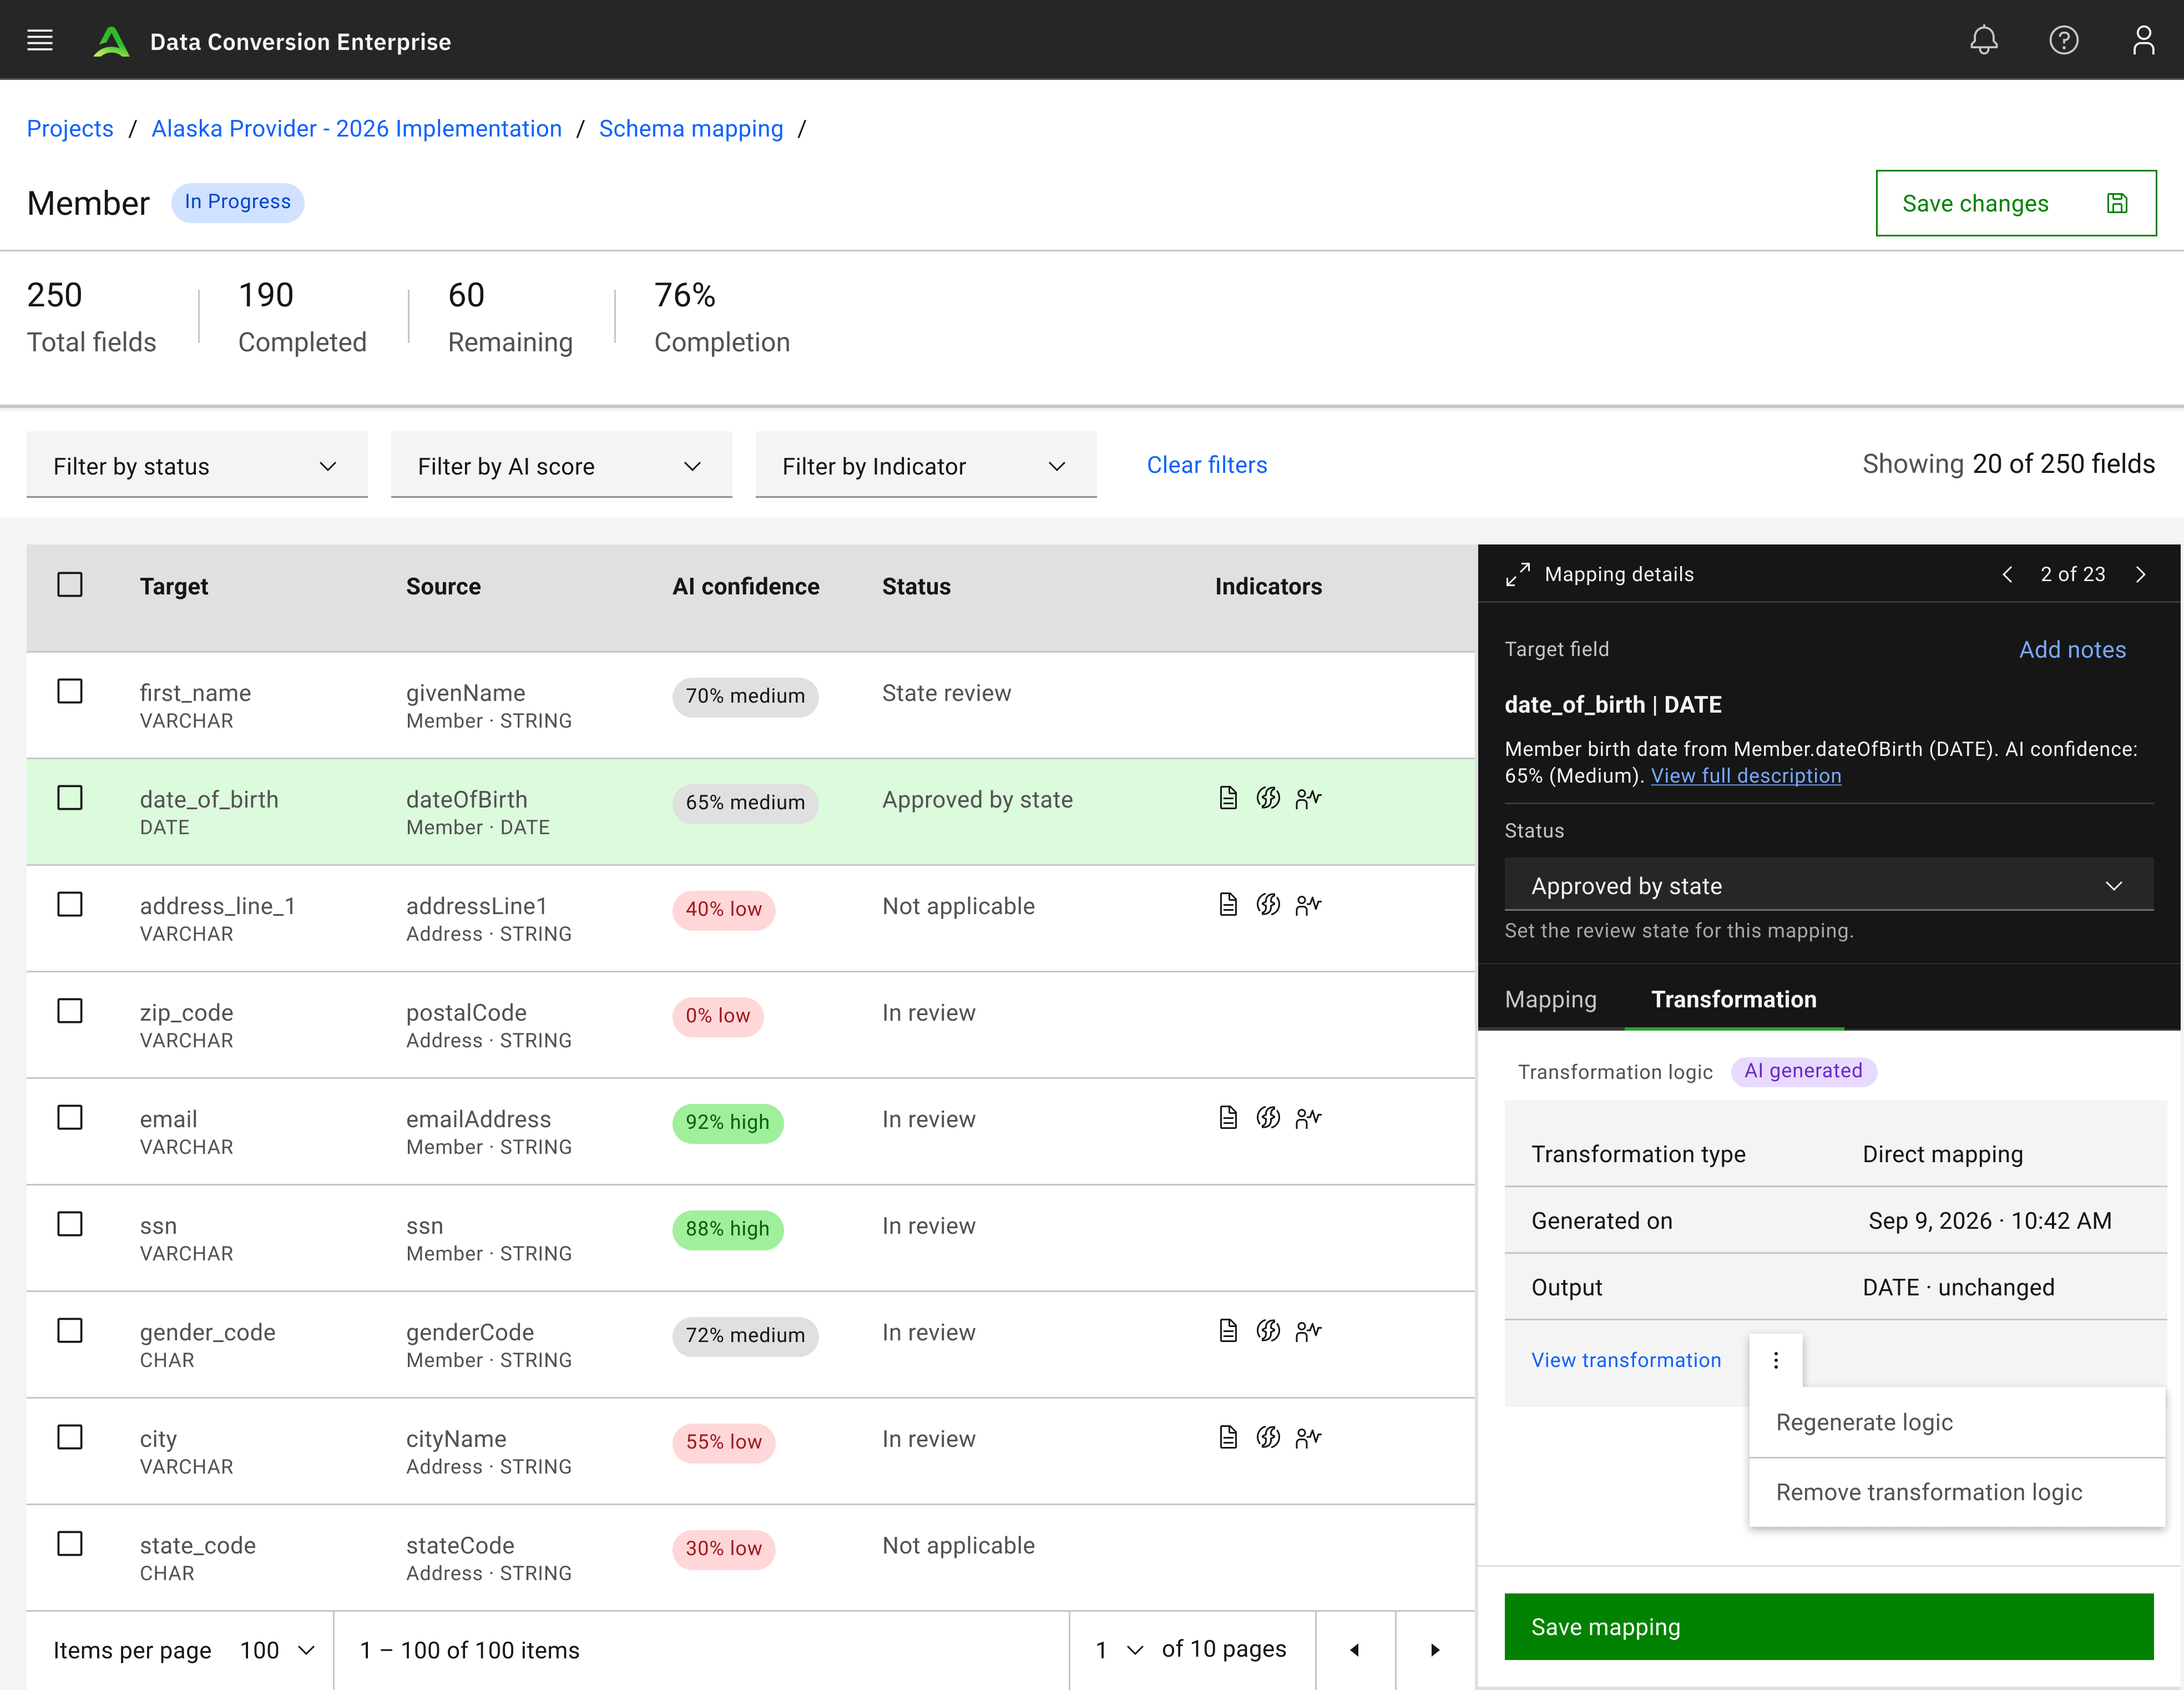 Data Conversion Enterprise
Projects / Alaska Provider - 2026 Implementation / Schema mapping /
Member In Progress
Save changes
250 190 60 76%
Total fields Completed Remaining Completion
Filter by status Filter by AI score Filter by Indicator Clear filters Showing 20 of 250 fields
Target Source AI confidence Status Indicators
first_name givenName 70% medium State review
VARCHAR Member · STRING
date_of_birth dateOfBirth 65% medium Approved by state
DATE Member · DATE
address_line_1 addressLine1 40% low Not applicable
VARCHAR Address · STRING
zip_code postalCode 0% low In review
VARCHAR Address · STRING
email emailAddress 92% high In review
VARCHAR Member · STRING
ssn ssn 88% high In review
VARCHAR Member · STRING
gender_code genderCode 72% medium In review
CHAR Member · STRING
city cityName 55% low In review
VARCHAR Address · STRING
state_code stateCode 30% low Not applicable
CHAR Address · STRING
Items per page 100 1 – 100 of 100 items 1 of 10 pages
Mapping details 2 of 23
Target field Add notes
date_of_birth | DATE
Member birth date from Member.dateOfBirth (DATE). AI confidence:
65% (Medium). View full description
Status
Approved by state
Set the review state for this mapping.
Mapping Transformation
Transformation logic AI generated
Transformation type Direct mapping
Generated on Sep 9, 2026 · 10:42 AM
Output DATE · unchanged
View transformation
Regenerate logic
Remove transformation logic
Save mapping